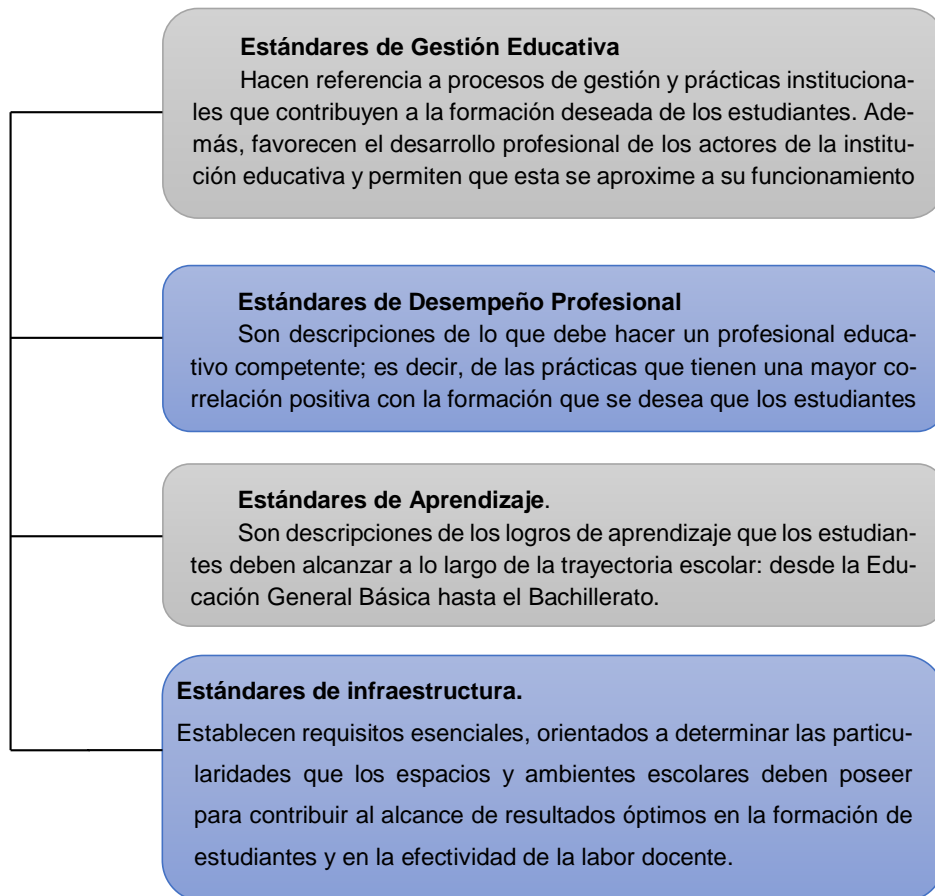 Estándares de Gestión Educativa
Hacen referencia a procesos de gestión y prácticas instituciona-
les que contribuyen a la formación deseada de los estudiantes. Ade-
más, favorecen el desarrollo profesional de los actores de la institu-
ción educativa y permiten que esta se aproxime a su funcionamiento
Estándares de Desempeño Profesional
Son descripciones de lo que debe hacer un profesional educa-
tivo competente; es decir, de las prácticas que tienen una mayor co-
rrelación positiva con la formación que se desea que los estudiantes
Estándares de Aprendizaje.
Son descripciones de los logros de aprendizaje que los estudian-
tes deben alcanzar a lo largo de la trayectoria escolar: desde la Edu-
cación General Básica hasta el Bachillerato.
Estándares de infraestructura.
Establecen requisitos esenciales, orientados a determinar las particu-
laridades que los espacios y ambientes escolares deben poseer
para contribuir al alcance de resultados óptimos en la formación de
estudiantes y en la efectividad de la labor docente.